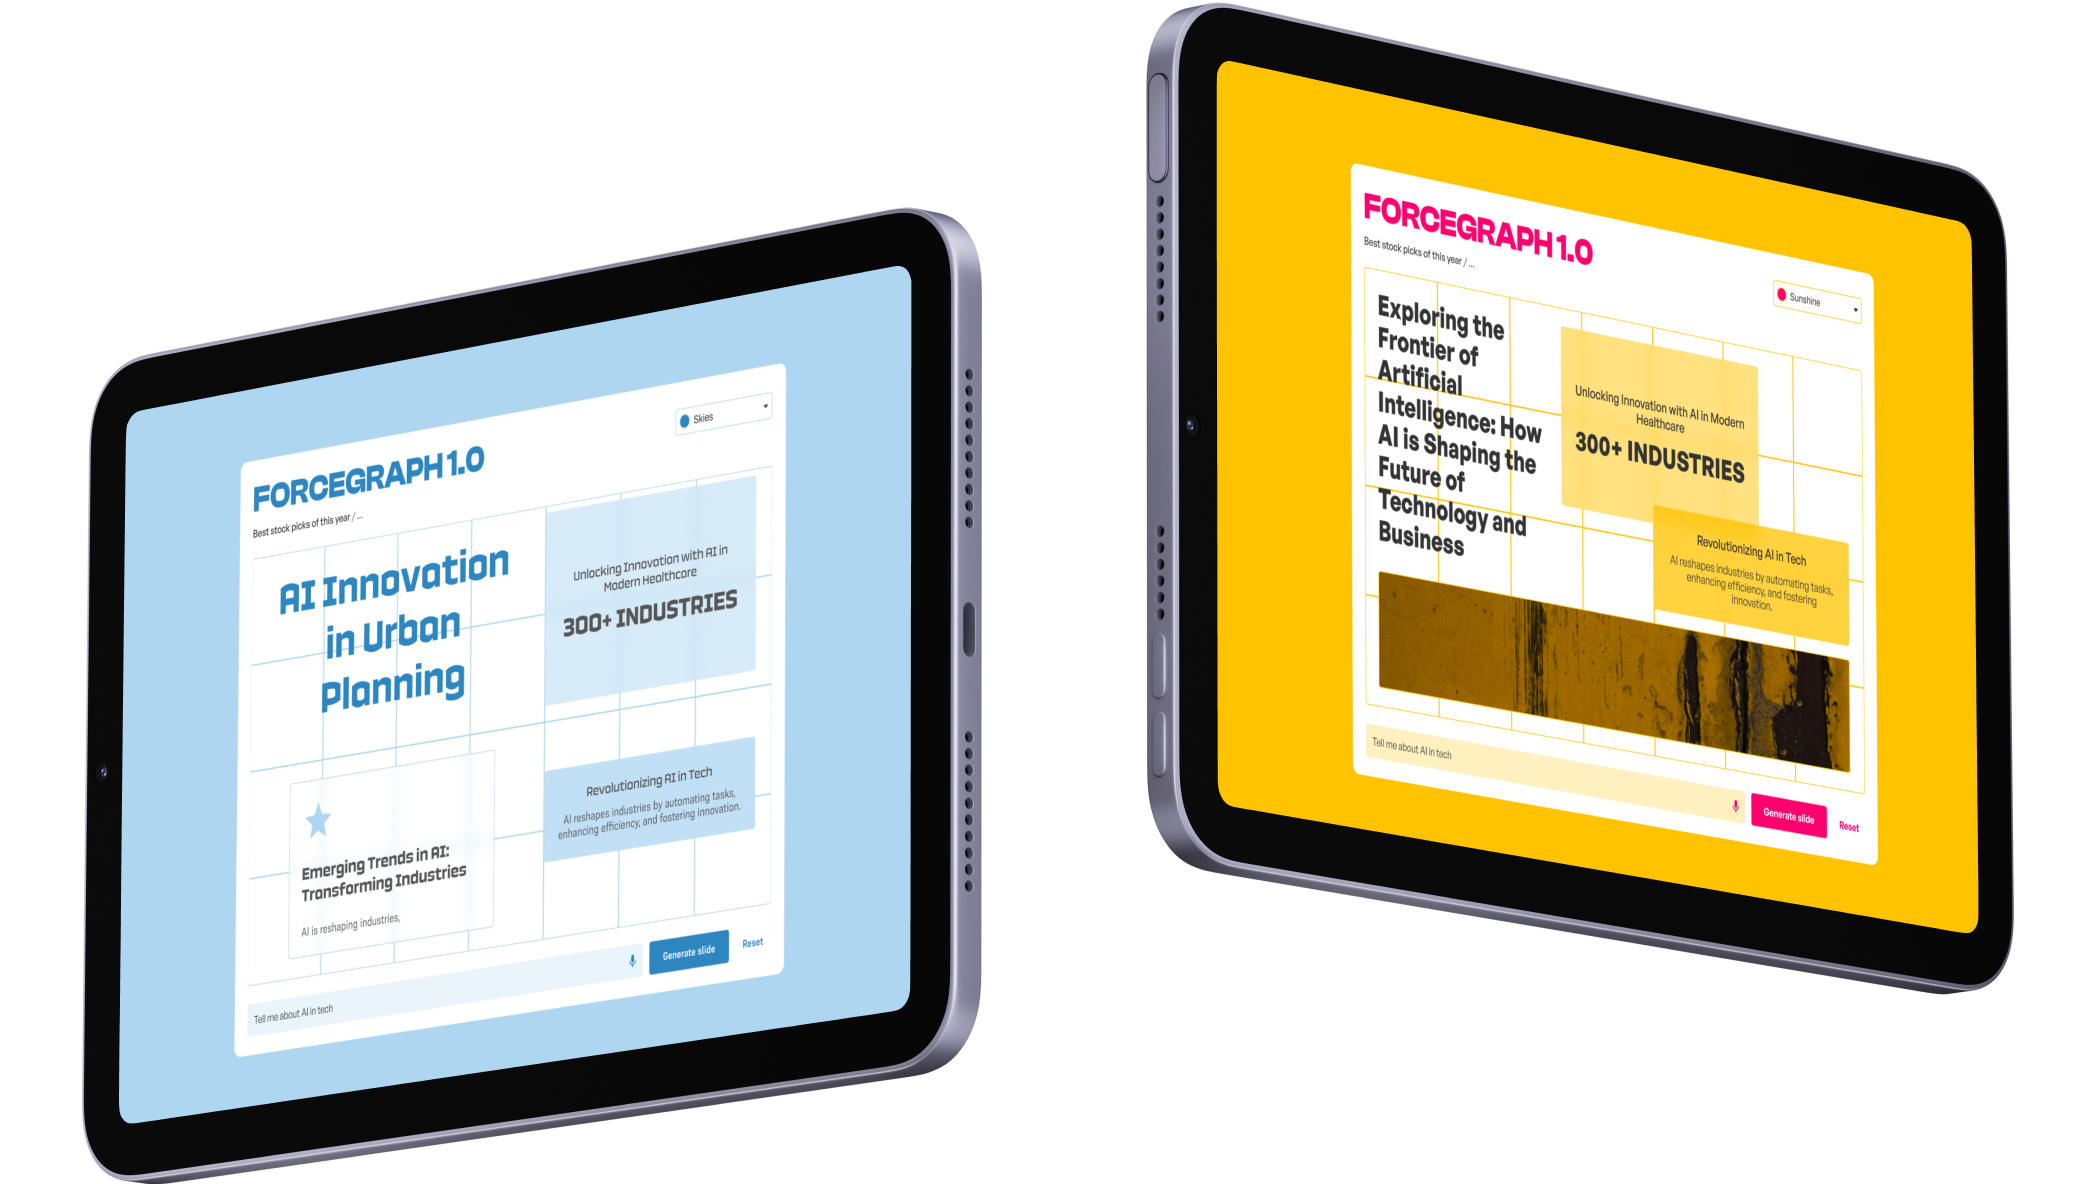 FORCEGRAPH 1.0
Best stock picks of this year / ...
Skies
AI Innovation
in Urban
Planning
Unlocking Innovation with AI in
Modern Healthcare
300+ INDUSTRIES
Revolutionizing AI in Tech
AI reshapes industries by automating tasks,
enhancing efficiency, and fostering innovation.
Emerging Trends in AI:
Transforming Industries
AI is reshaping industries,
Tell me about AI in tech
Generate slide
Reset
FORCEGRAPH 1.0
Best stock picks of this year / ...
Sunshine
Exploring the
Frontier of
Artificial
Intelligence: How
AI is Shaping the
Future of
Technology and
Business
Unlocking Innovation with AI in Modern
Healthcare
300+ INDUSTRIES
Revolutionizing AI in Tech
AI reshapes industries by automating tasks,
enhancing efficiency, and fostering
innovation.
Tell me about AI in tech
Generate slide
Reset